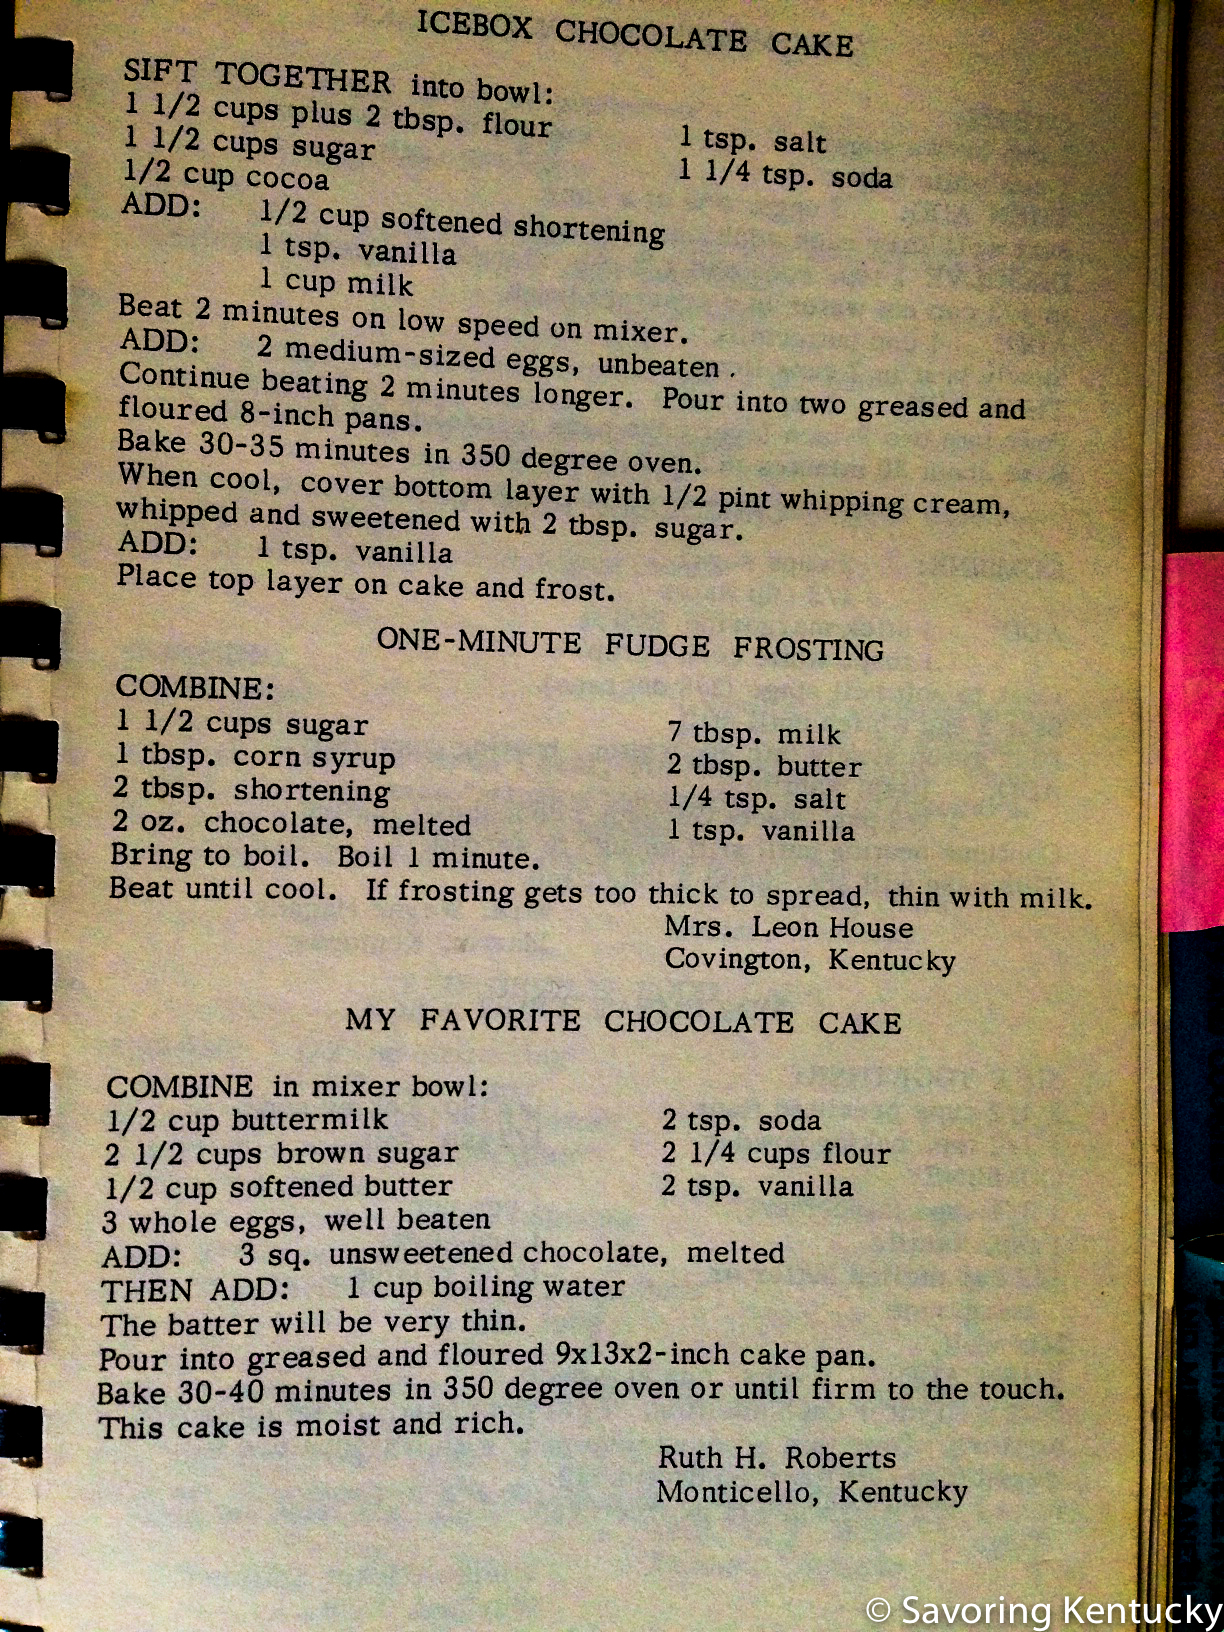 ICEBOX CHOCOLATE CAKE
SIFT TOGETHER into bowl:
1 1/2 cups plus 2 tbsp. flour 1 tsp. salt
1 1/2 cups sugar 1 1/4 tsp. soda
1/2 cup cocoa
ADD: 1/2 cup softened shortening
1 tsp. vanilla
1 cup milk
Beat 2 minutes on low speed on mixer.
ADD: 2 medium-sized eggs, unbeaten.
Continue beating 2 minutes longer. Pour into two greased and
floured 8-inch pans.
Bake 30-35 minutes in 350 degree oven.
When cool, cover bottom layer with 1/2 pint whipping cream,
whipped and sweetened with 2 tbsp. sugar.
ADD: 1 tsp. vanilla
Place top layer on cake and frost.
ONE-MINUTE FUDGE FROSTING
COMBINE:
1 1/2 cups sugar 7 tbsp. milk
1 tbsp. corn syrup 2 tbsp. butter
2 tbsp. shortening 1/4 tsp. salt
2 oz. chocolate, melted 1 tsp. vanilla
Bring to boil. Boil 1 minute.
Beat until cool. If frosting gets too thick to spread, thin with milk.
Mrs. Leon House
Covington, Kentucky
MY FAVORITE CHOCOLATE CAKE
COMBINE in mixer bowl:
1/2 cup buttermilk 2 tsp. soda
2 1/2 cups brown sugar 2 1/4 cups flour
1/2 cup softened butter 2 tsp. vanilla
3 whole eggs, well beaten
ADD: 3 sq. unsweetened chocolate, melted
THEN ADD: 1 cup boiling water
The batter will be very thin.
Pour into greased and floured 9x13x2-inch cake pan.
Bake 30-40 minutes in 350 degree oven or until firm to the touch.
This cake is moist and rich.
Ruth H. Roberts
Monticello, Kentucky
© Savoring Kentucky